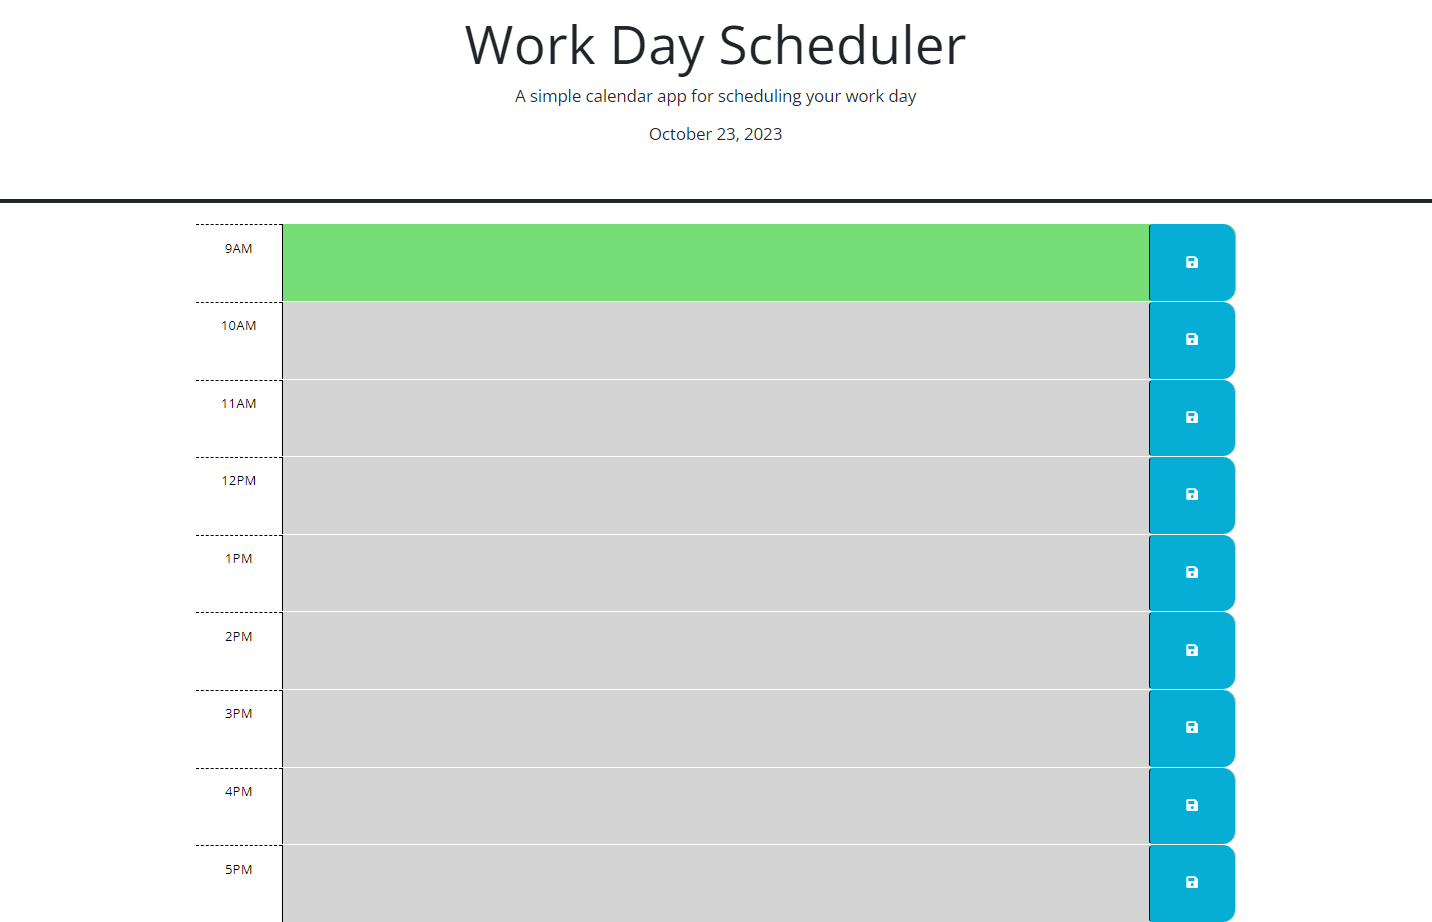 Work Day Scheduler
A simple calendar app for scheduling your work day
October 23, 2023
9AM
10AM
11AM
12PM
1PM
2PM
3PM
4PM
5PM